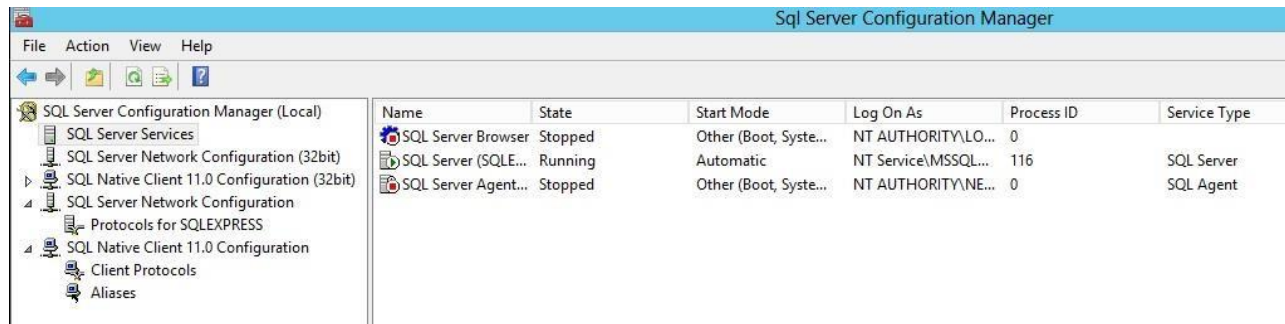 Sql Server Configuration Manager
File Action View Help
SQL Server Configuration Manager (Local)
SQL Server Services
SQL Server Network Configuration (32bit)
SQL Native Client 11.0 Configuration (32bit)
SQL Server Network Configuration
Protocols for SQLEXPRESS
SQL Native Client 11.0 Configuration
Client Protocols
Aliases
Name State Start Mode Log On As Process ID Service Type
SQL Server Browser Stopped Other (Boot, Syste... NT AUTHORITY\LO... 0
SQL Server (SQLE... Running Automatic NT Service\MSSQL... 116 SQL Server
SQL Server Agent... Stopped Other (Boot, Syste... NT AUTHORITY\NE... 0 SQL Agent